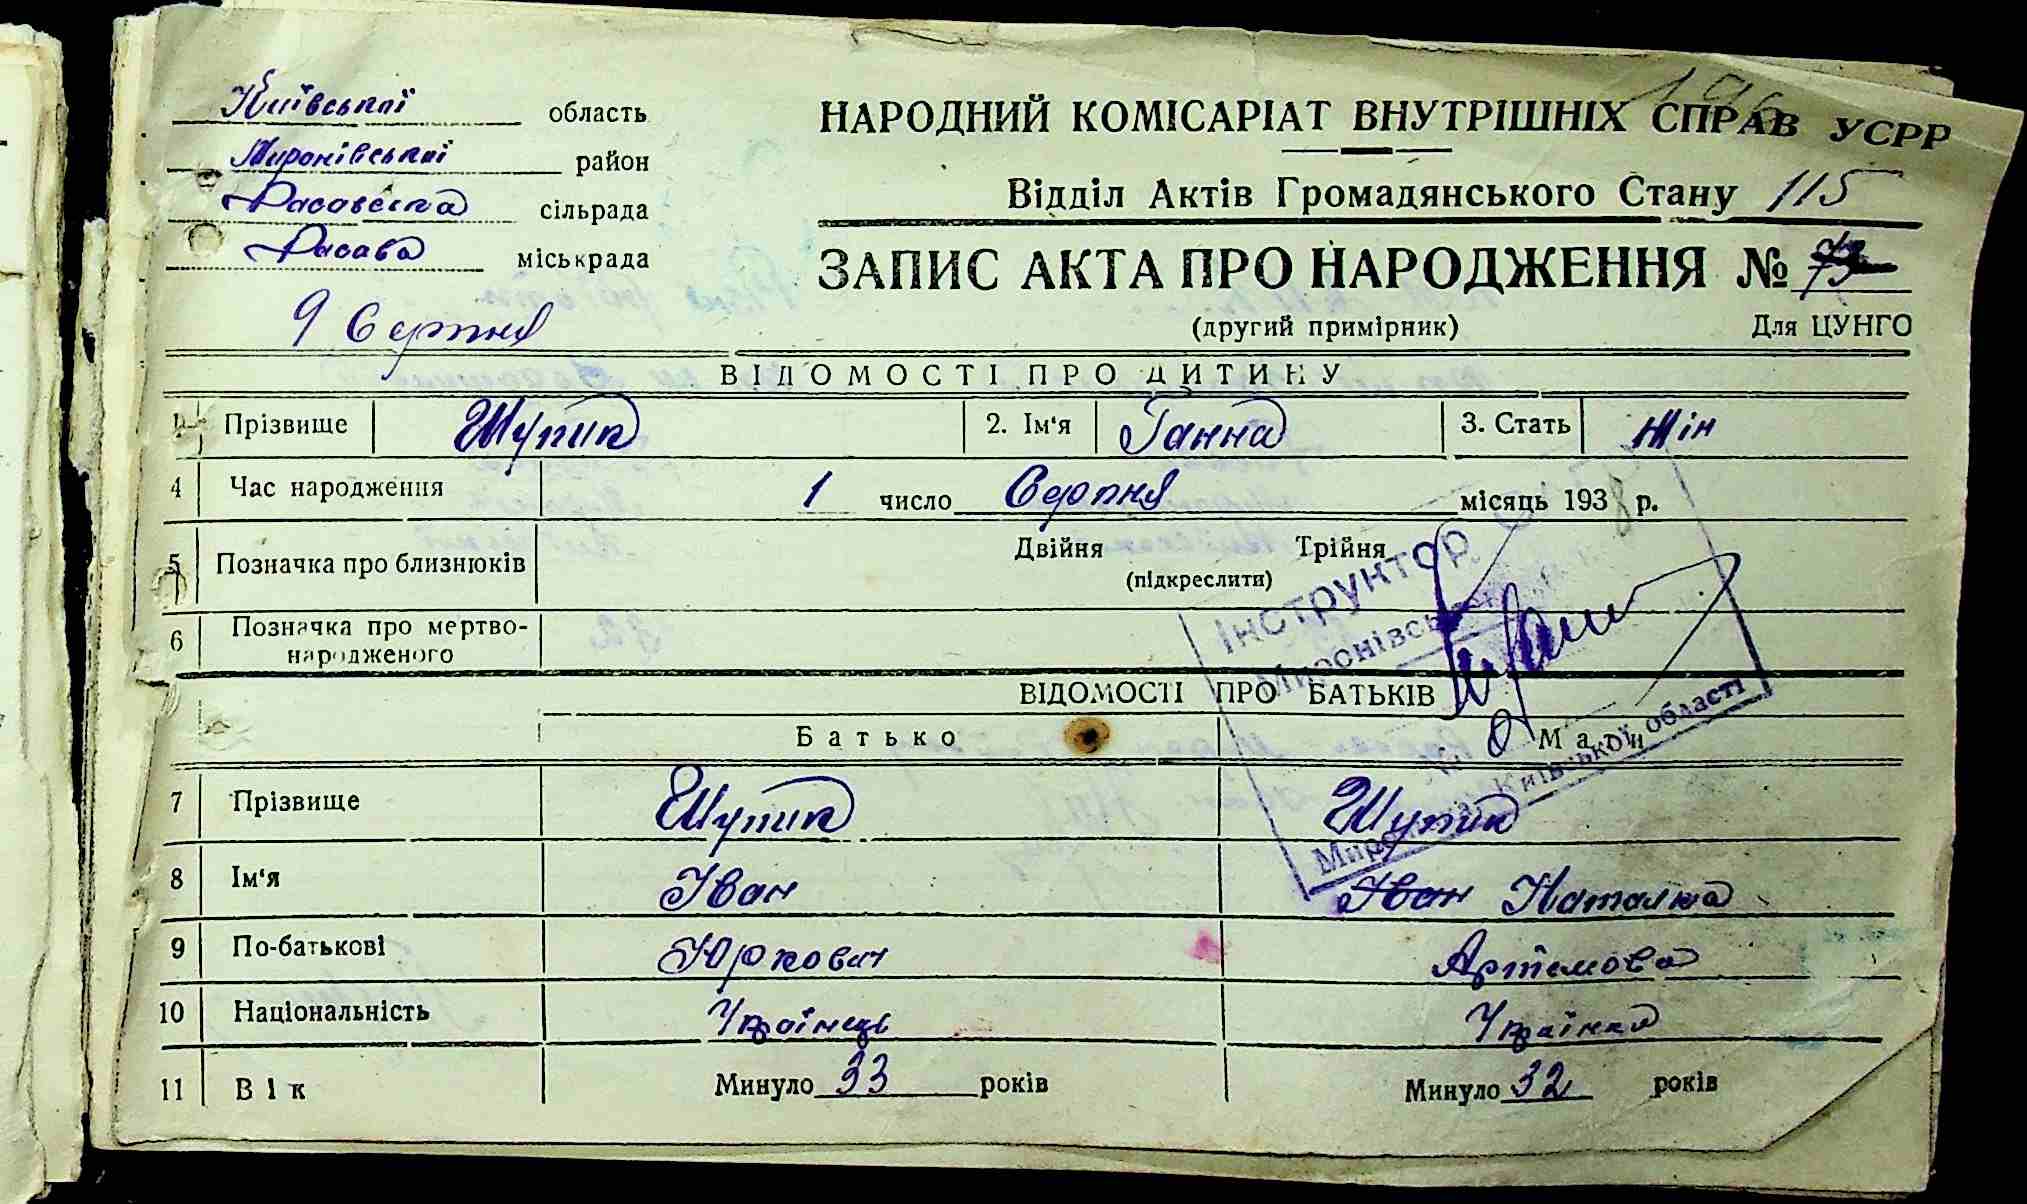 Київської область
Миронівський район
Расавська сільрада
Расава міськрада
9 Серпня
НАРОДНИЙ КОМІСАРІАТ ВНУТРІШНІХ СПРАВ УСРР
Відділ Актів Громадянського Стану 115
ЗАПИС АКТА ПРО НАРОДЖЕННЯ №
(другий примірник) Для ЦУНГО
ВІДОМОСТІ ПРО ДИТИНУ
1 Прізвище Шупик 2. Ім'я Ганна 3. Стать жін
4 Час народження 1 число Серпня місяць 1938 р.
5 Позначка про близнюків Двійня Трійня
(підкреслити)
6 Позначка про мертво-
народженого
Інструктор
ВІДОМОСТІ ПРО БАТЬКІВ
Батько Мати
Київської області
7 Прізвище Шупик Шупик
8 Ім'я Іван Іван Наталка
9 По-батькові Юркович Артемова
10 Національність Українець Українка
11 Вік Минуло 33 років Минуло 32 років